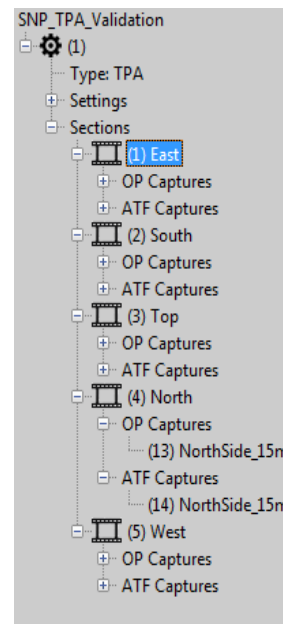 SNP_TPA_Validation
(1)
Type: TPA
Settings
Sections
(1) East
OP Captures
ATF Captures
(2) South
OP Captures
ATF Captures
(3) Top
OP Captures
ATF Captures
(4) North
OP Captures
(13) NorthSide_15m
ATF Captures
(14) NorthSide_15m
(5) West
OP Captures
ATF Captures